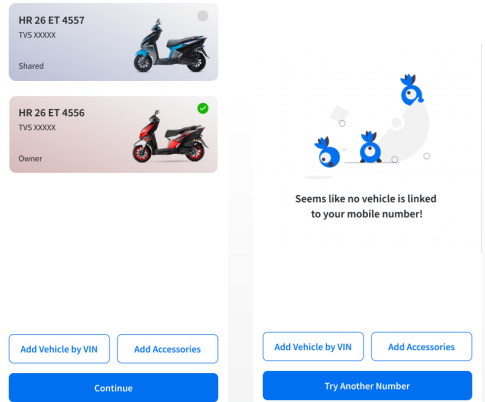 HR 26 ET 4557
TVS XXXXX
Shared
HR 26 ET 4556
TVS XXXXX
Owner
Add Vehicle by VIN
Add Accessories
Continue
Seems like no vehicle is linked
to your mobile number!
Add Vehicle by VIN
Add Accessories
Try Another Number